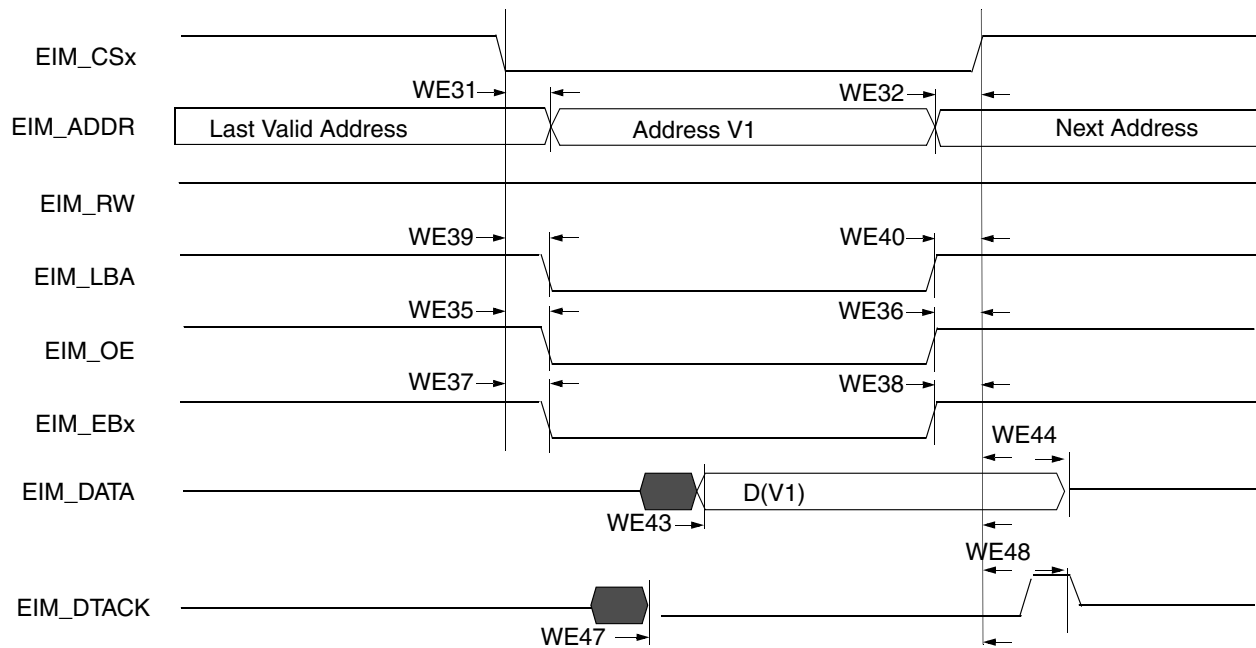 EIM_CSx
WE31
WE32
EIM_ADDR
Last Valid Address
Address V1
Next Address
EIM_RW
WE39
WE40
EIM_LBA
WE35
WE36
EIM_OE
WE37
WE38
EIM_EBx
WE44
EIM_DATA
D(V1)
WE43
WE48
EIM_DTACK
WE47